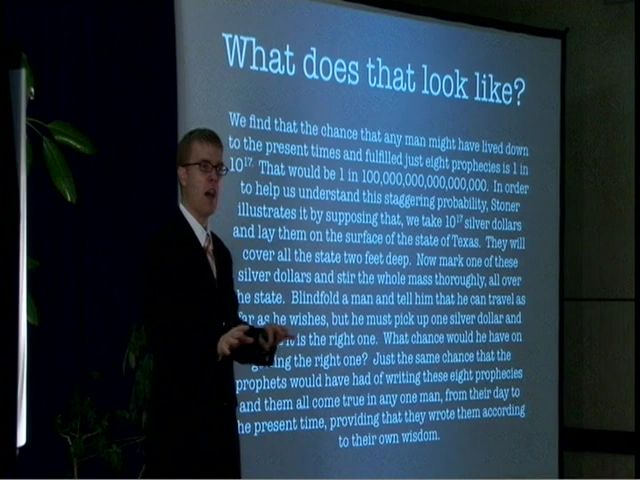 What does that look like?
We find that the chance that any man might have lived down
to the present times and fulfilled just eight prophecies is 1 in
10¹⁷. That would be 1 in 100,000,000,000,000,000. In order
to help us understand this staggering probability, Stoner
illustrates it by supposing that, we take 10¹⁷ silver dollars
and lay them on the surface of the state of Texas. They will
cover all the state two feet deep. Now mark one of these
silver dollars and stir the whole mass thoroughly, all over
he state. Blindfold a man and tell him that he can travel as
far as he wishes, but he must pick up one silver dollar and
is the right one. What chance would he have on
the right one? Just the same chance that the
prophets would have had of writing these eight prophecies
and them all come true in any one man, from their day to
he present time, providing that they wrote them according
to their own wisdom.